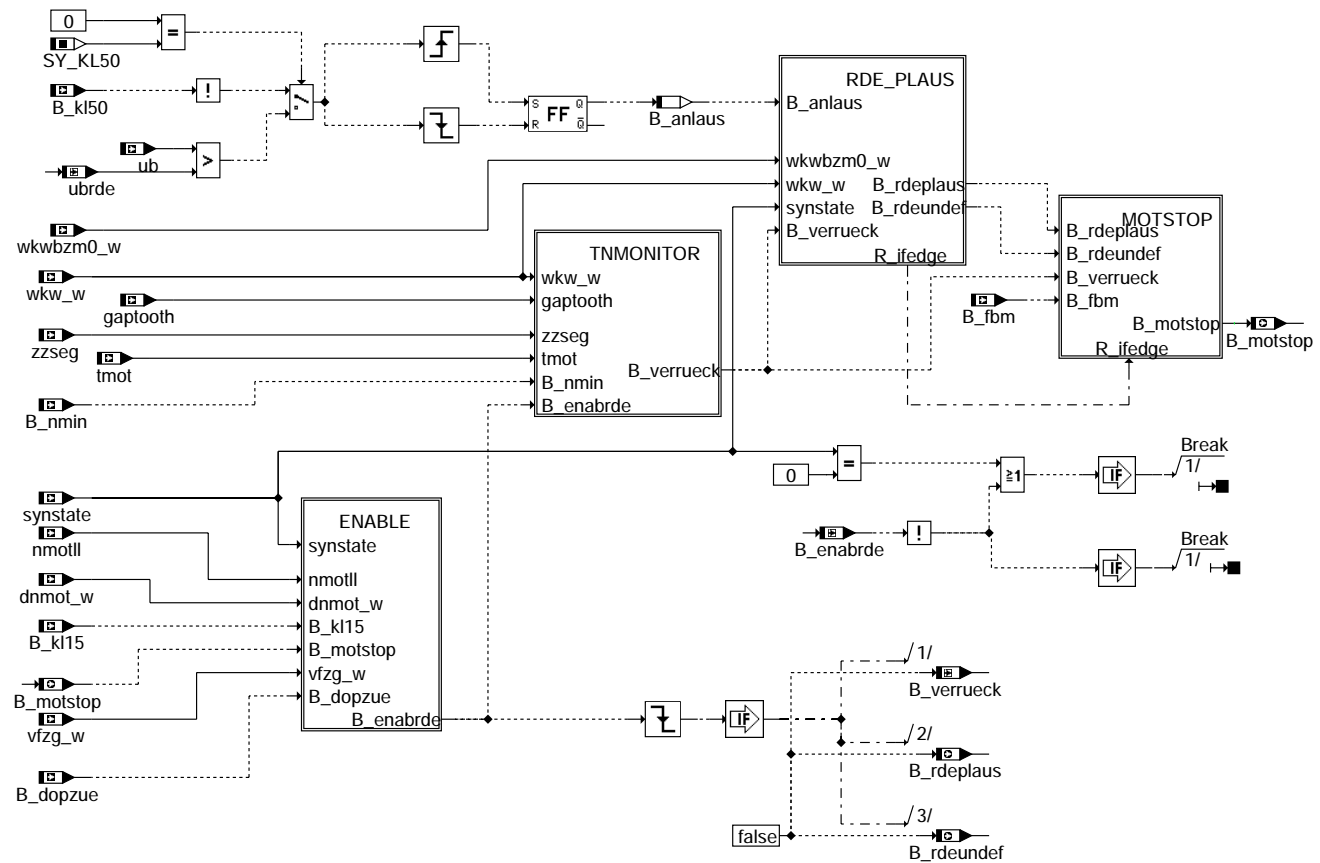 0
=
SY_KL50
B_kl50
!
ub
>
ubrde
S Q
FF
R Q
B_anlaus
RDE_PLAUS
B_anlaus
wkwbzm0_w
wkw_w
B_rdeplaus
synstate
B_rdeundef
B_verrueck
R_ifedge
MOTSTOP
B_rdeplaus
B_rdeundef
B_verrueck
B_fbm
B_fbm
B_motstop
B_motstop
R_ifedge
wkwbzm0_w
wkw_w
gaptooth
zzseg
tmot
B_nmin
TNMONITOR
wkw_w
gaptooth
zzseg
tmot
B_verrueck
B_nmin
B_enabrde
=
0
≥1
IF
Break
1/
B_enabrde
!
IF
Break
1/
synstate
nmotll
dnmot_w
B_kl15
B_motstop
vfzg_w
B_dopzue
ENABLE
synstate
nmotll
dnmot_w
B_kl15
B_motstop
vfzg_w
B_dopzue
B_enabrde
IF
1/
B_verrueck
2/
B_rdeplaus
3/
false
B_rdeundef